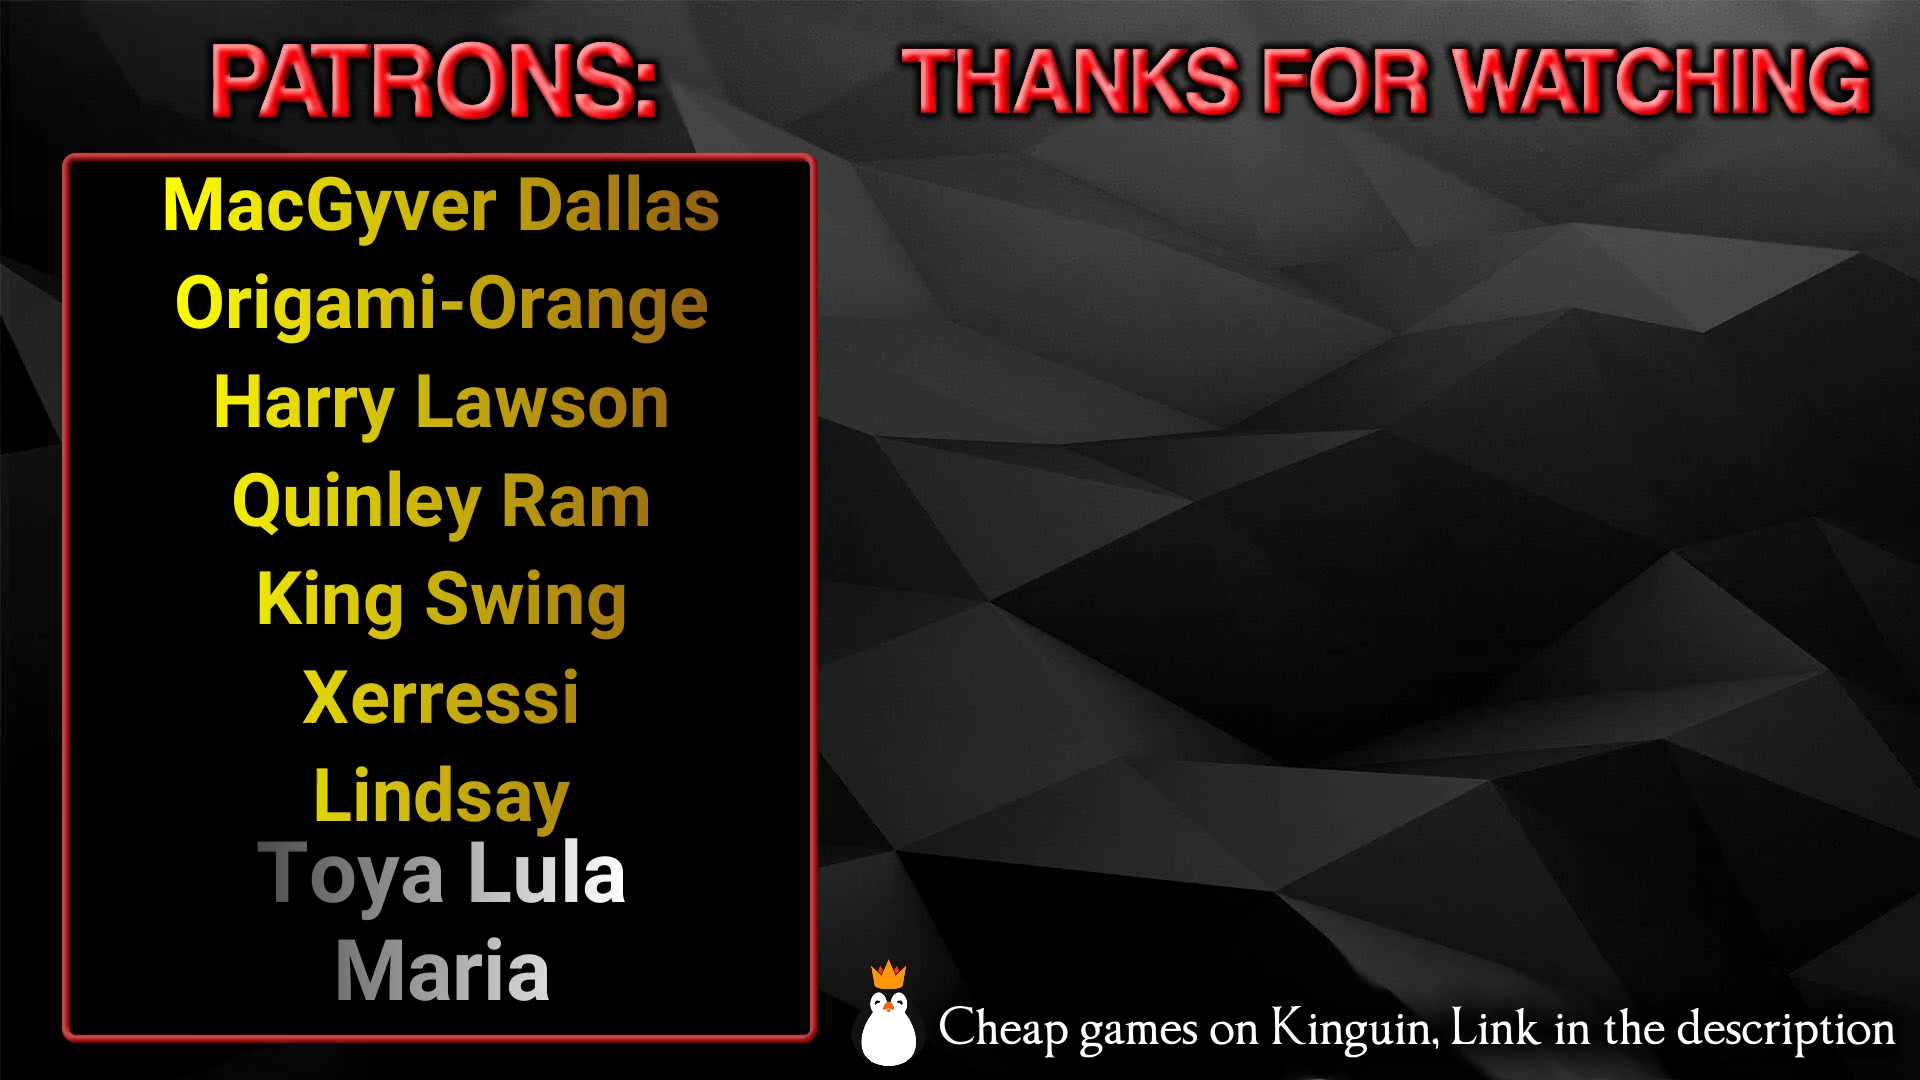 PATRONS:
THANKS FOR WATCHING
MacGyver Dallas
Origami-Orange
Harry Lawson
Quinley Ram
King Swing
Xerressi
Lindsay
Toya Lula
Maria
Cheap games on Kinguin, Link in the description